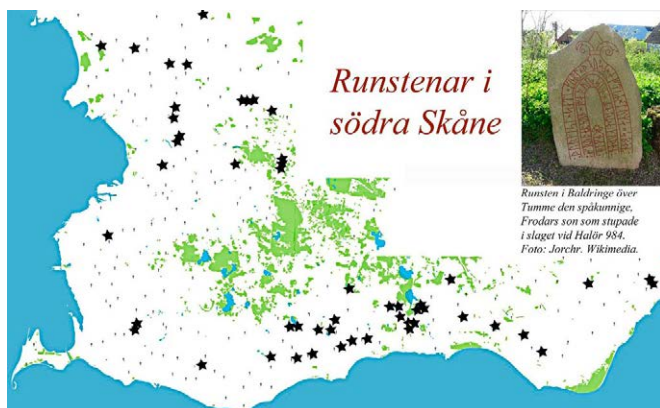 Runstenar i
södra Skåne
Runsten i Baldringe över
Tumme den spåkunnige,
Frodars son som stupade
i slaget vid Halör 984.
Foto: Jorchr. Wikimedia.